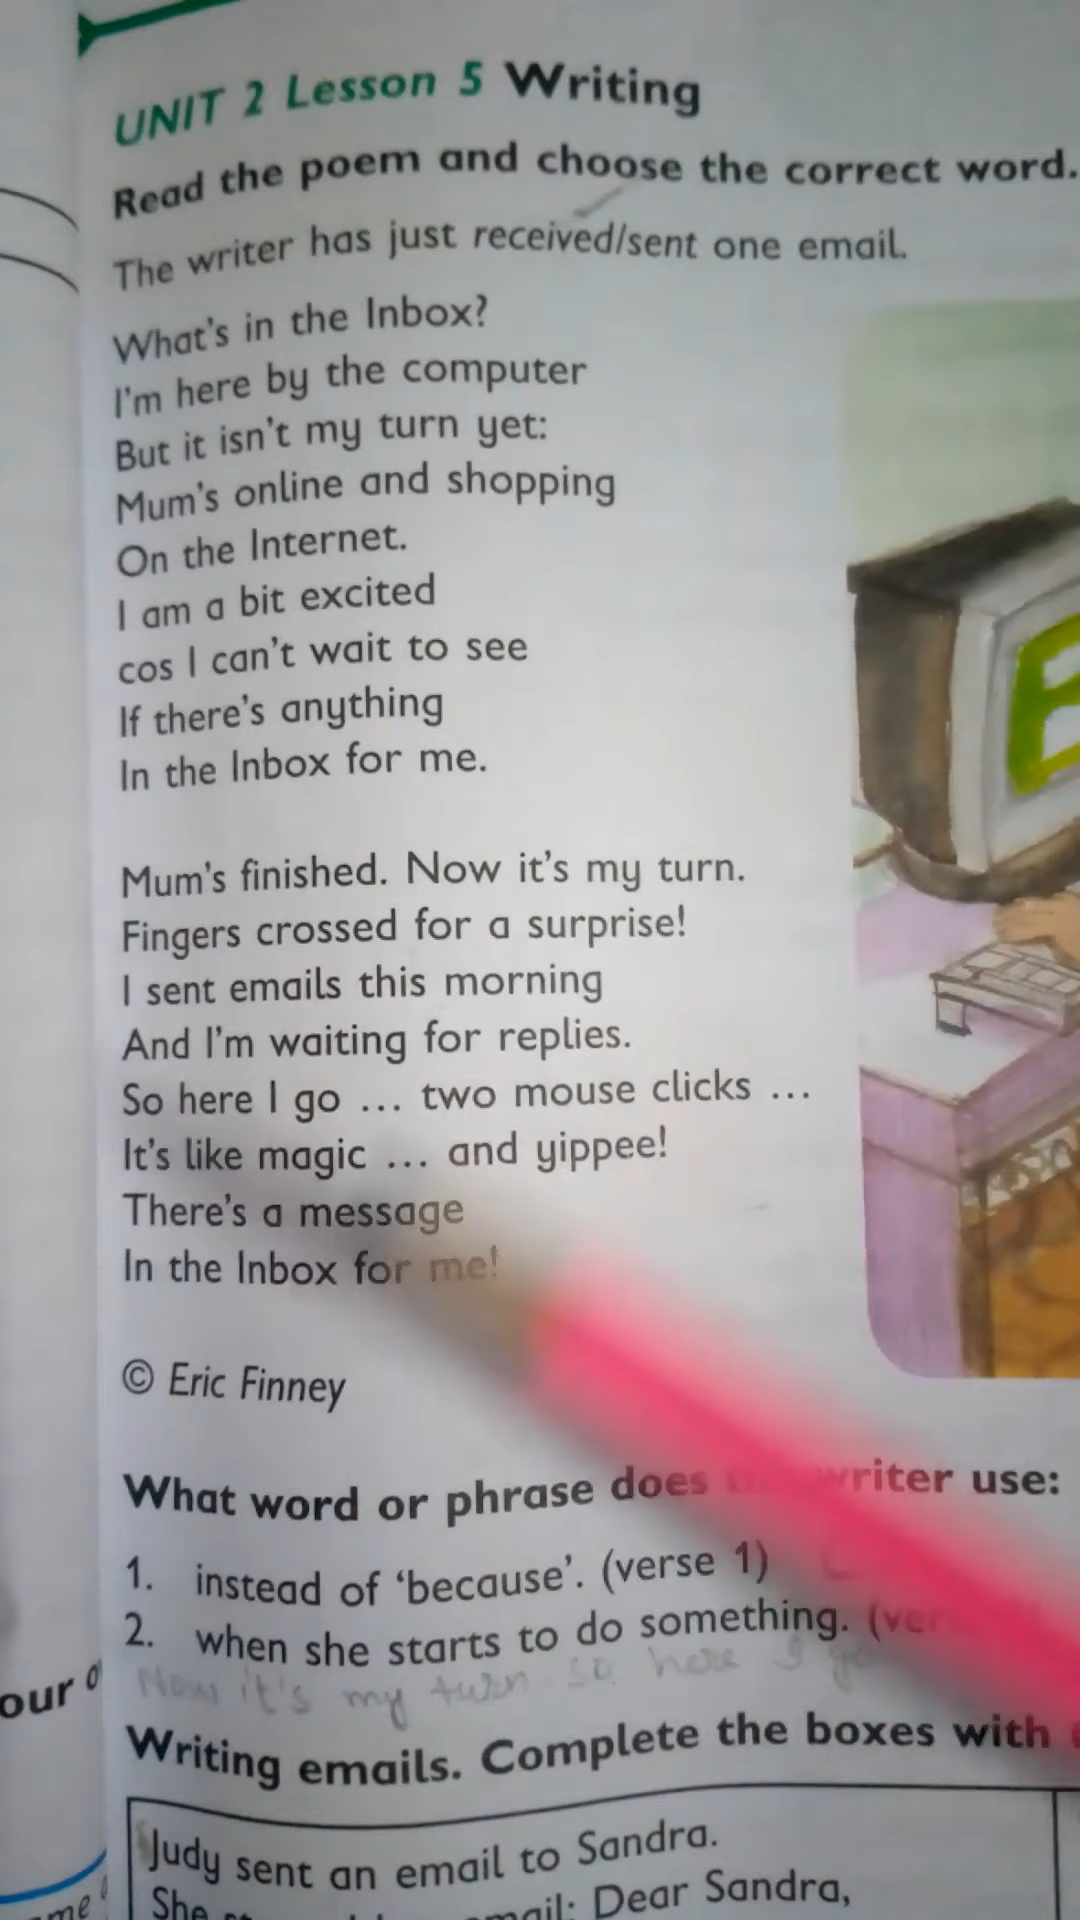 UNIT 2 Lesson 5 Writing
Read the poem and choose the correct word.
The writer has just received/sent one email.
What's in the Inbox?
I'm here by the computer
But it isn't my turn yet:
Mum's online and shopping
On the Internet.
I am a bit excited
cos I can't wait to see
If there's anything
In the Inbox for me.
Mum's finished. Now it's my turn.
Fingers crossed for a surprise!
I sent emails this morning
And I'm waiting for replies.
So here I go ... two mouse clicks ...
It's like magic ... and yippee!
There's a message
In the Inbox for me!
© Eric Finney
What word or phrase does writer use:
1. instead of 'because'. (verse 1)
2. when she starts to do something.
Now it's my turn so here I go
our
Writing emails. Complete the boxes with
Judy sent an email to Sandra.
She Dear Sandra,
me